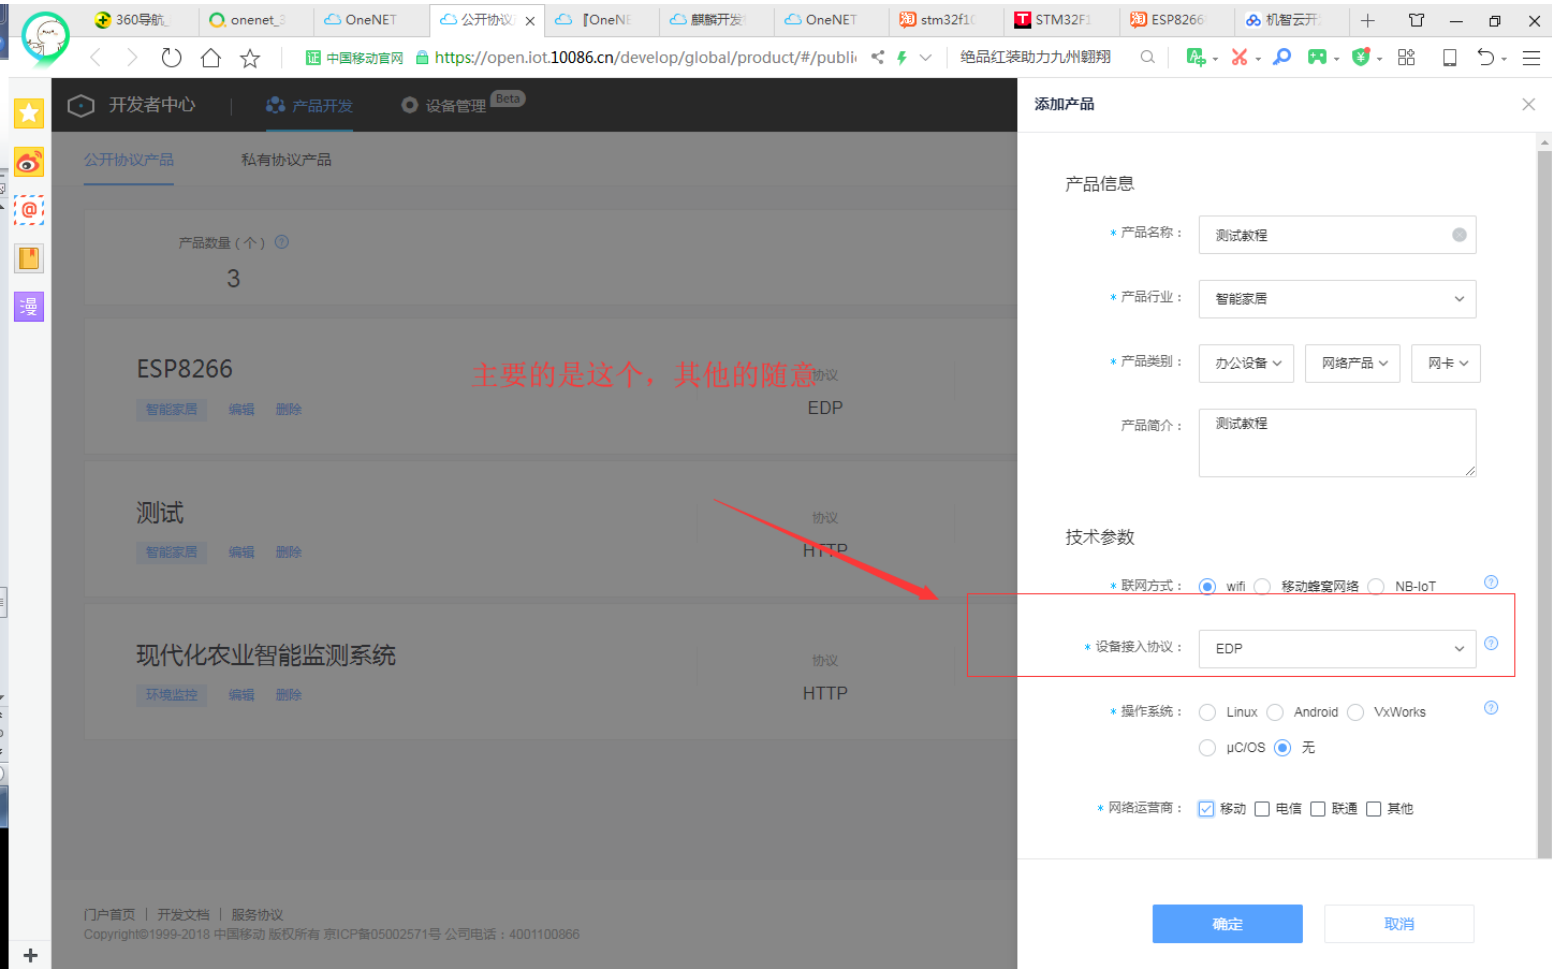 360导航_
onenet_3
OneNET
公开协议
『OneNE
麒麟开发
OneNET
stm32f10
STM32F1
ESP8266
机智云开
证 中国移动官网 https://open.iot.10086.cn/develop/global/product/#/publi
绝品红装助力九州翱翔
开发者中心
产品开发
设备管理 Beta
公开协议产品
私有协议产品
漫
产品数量（个）
3
ESP8266
智能家居 编辑 删除
协议
EDP
主要的是这个，其他的随意
测试
智能家居 编辑 删除
协议
HTTP
现代化农业智能监测系统
环境监控 编辑 删除
协议
HTTP
门户首页 | 开发文档 | 服务协议
Copyright©1999-2018 中国移动 版权所有 京ICP备05002571号 公司电话：4001100866
添加产品
产品信息
* 产品名称： 测试教程
* 产品行业： 智能家居
* 产品类别： 办公设备 网络产品 网卡
产品简介： 测试教程
技术参数
* 联网方式： wifi 移动蜂窝网络 NB-IoT
* 设备接入协议： EDP
* 操作系统： Linux Android VxWorks
μC/OS 无
* 网络运营商： 移动 电信 联通 其他
确定 取消